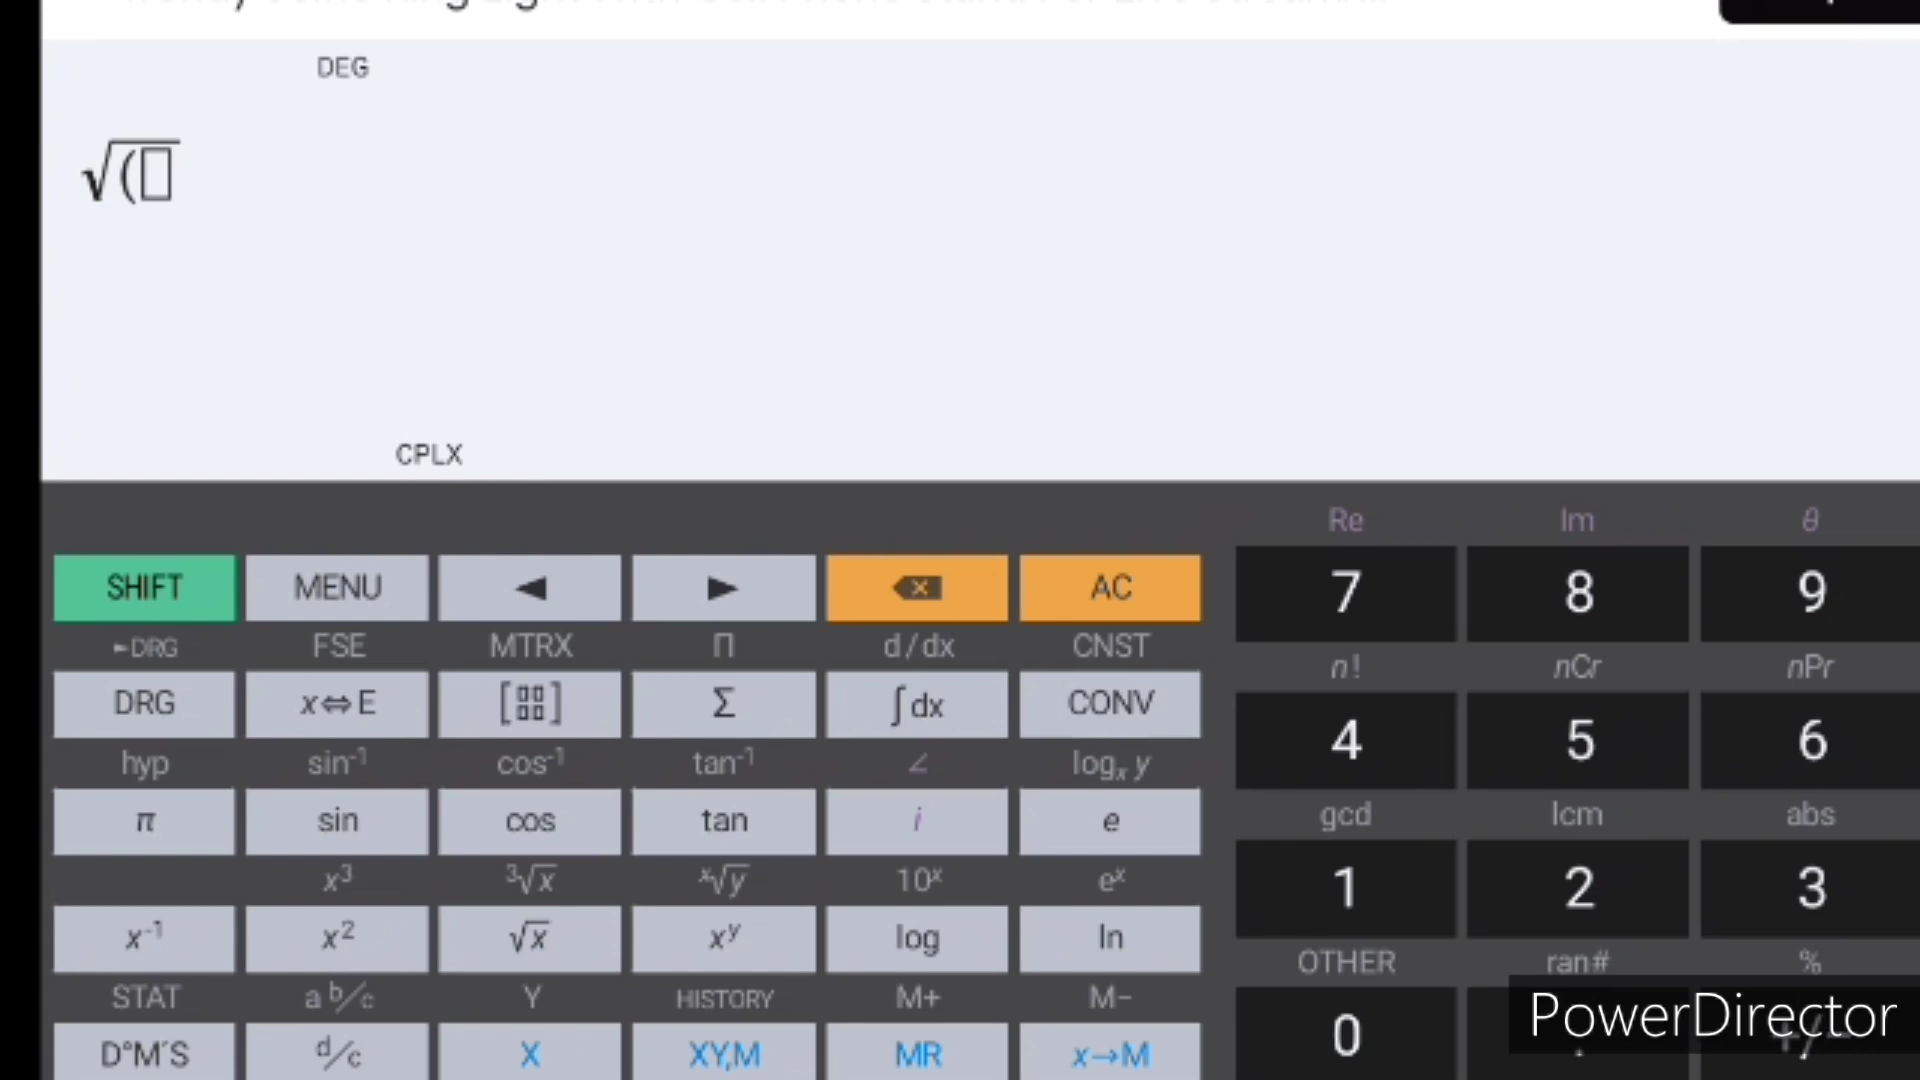 DEG
√(
CPLX
Re Im θ
SHIFT MENU ◄ ► AC 7 8 9
DRG FSE MTRX Π d/dx CNST n! nCr nPr
DRG x⇔E Σ ∫dx CONV 4 5 6
hyp sin⁻¹ cos⁻¹ tan⁻¹ ∠ logₓ y gcd lcm abs
π sin cos tan i e 1 2 3
x³ ³√x ˣ√y 10ˣ eˣ OTHER ran# %
x⁻¹ x² √x xʸ log ln
STAT a b/c Y HISTORY M+ M− 0 . PowerDirector
D°M´S d/c X XY,M MR x→M